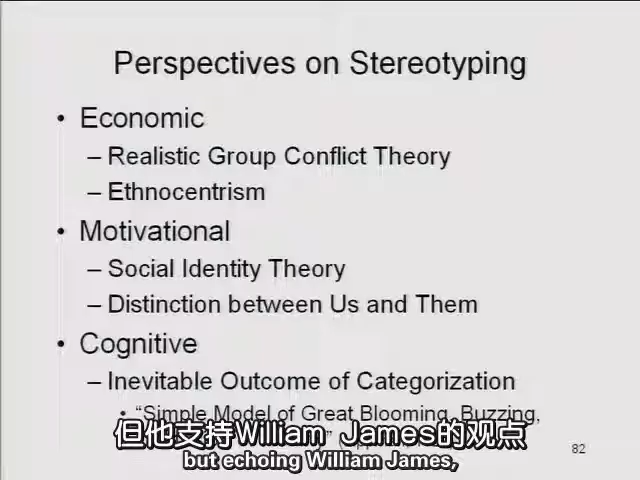 Perspectives on Stereotyping
• Economic
– Realistic Group Conflict Theory
– Ethnocentrism
• Motivational
– Social Identity Theory
– Distinction between Us and Them
• Cognitive
– Inevitable Outcome of Categorization
• "Simple Model of Great Blooming, Buzzing,
但他支持William James的观点
but echoing William James,
82